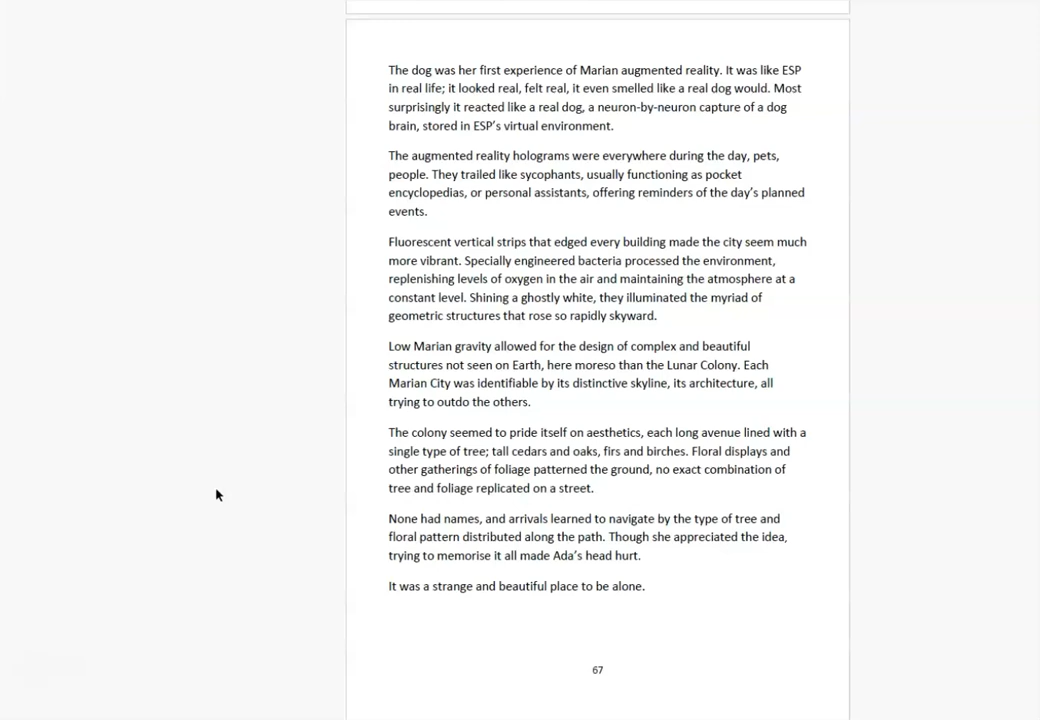 The dog was her first experience of Marian augmented reality. It was like ESP
in real life; it looked real, felt real, it even smelled like a real dog would. Most
surprisingly it reacted like a real dog, a neuron-by-neuron capture of a dog
brain, stored in ESP’s virtual environment.
The augmented reality holograms were everywhere during the day, pets,
people. They trailed like sycophants, usually functioning as pocket
encyclopedias, or personal assistants, offering reminders of the day’s planned
events.
Fluorescent vertical strips that edged every building made the city seem much
more vibrant. Specially engineered bacteria processed the environment,
replenishing levels of oxygen in the air and maintaining the atmosphere at a
constant level. Shining a ghostly white, they illuminated the myriad of
geometric structures that rose so rapidly skyward.
Low Marian gravity allowed for the design of complex and beautiful
structures not seen on Earth, here moreso than the Lunar Colony. Each
Marian City was identifiable by its distinctive skyline, its architecture, all
trying to outdo the others.
The colony seemed to pride itself on aesthetics, each long avenue lined with a
single type of tree; tall cedars and oaks, firs and birches. Floral displays and
other gatherings of foliage patterned the ground, no exact combination of
tree and foliage replicated on a street.
None had names, and arrivals learned to navigate by the type of tree and
floral pattern distributed along the path. Though she appreciated the idea,
trying to memorise it all made Ada’s head hurt.
It was a strange and beautiful place to be alone.
67